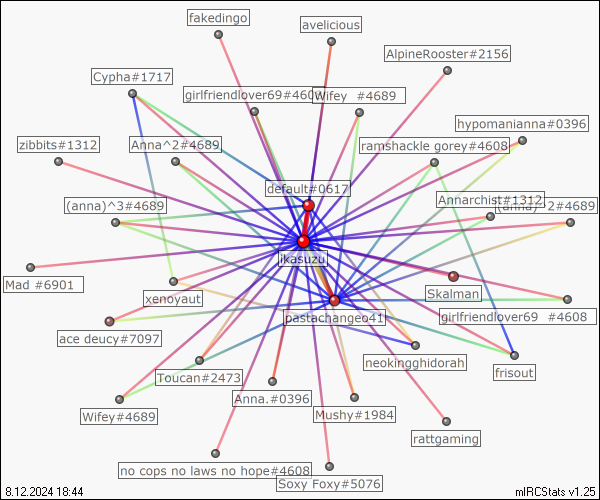 fakedingo
avelicious
AlpineRooster#2156
Cypha#1717
girlfriendlover69#460
Wifey #4689
hypomanianna#0396
zibbits#1312
Anna^2#4689
ramshackle gorey#4608
default#0617
(anna)^3#4689
Annarchist#1312
2#4689
ikasuzu
Mad #6901
xenoyaut
Skalman
pastachangeo41
girlfriendlover69 #4608
ace deucy#7097
neokingghidorah
frisout
Toucan#2473
Anna.#0396
Mushy#1984
Wifey#4689
rattgaming
no cops no laws no hope#4608
Soxy Foxy#5076
8.12.2024 18:44
mIRCStats v1.25